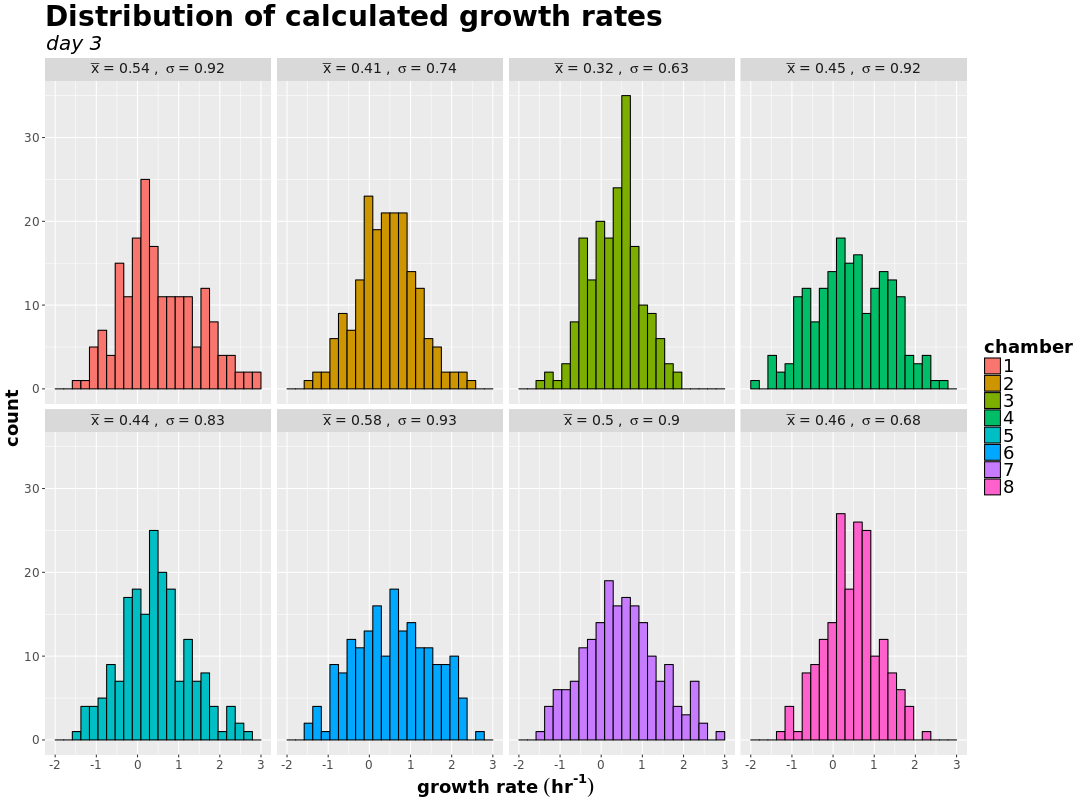 Distribution of calculated growth rates
day 3
x̅ = 0.54 , σ = 0.92
x̅ = 0.41 , σ = 0.74
x̅ = 0.32 , σ = 0.63
x̅ = 0.45 , σ = 0.92
30
20
10
0
x̅ = 0.44 , σ = 0.83
x̅ = 0.58 , σ = 0.93
x̅ = 0.5 , σ = 0.9
x̅ = 0.46 , σ = 0.68
30
20
10
0
-2 -1 0 1 2 3
-2 -1 0 1 2 3
-2 -1 0 1 2 3
-2 -1 0 1 2 3
count
growth rate (hr⁻¹)
chamber
1
2
3
4
5
6
7
8